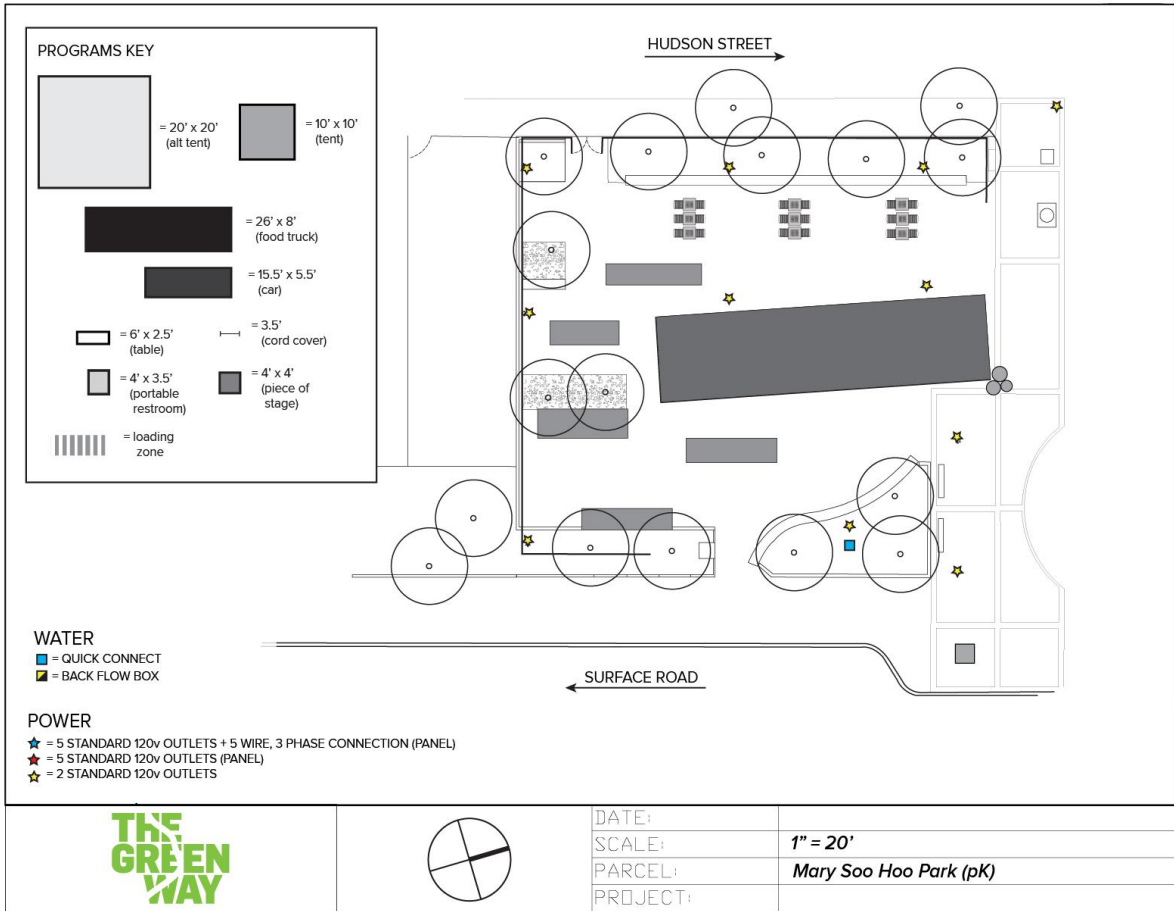 PROGRAMS KEY
= 20' x 20'
(alt tent)
= 10' x 10'
(tent)
= 26' x 8'
(food truck)
= 15.5' x 5.5'
(car)
= 6' x 2.5'
(table)
= 3.5'
(cord cover)
= 4' x 3.5'
(portable
restroom)
= 4' x 4'
(piece of
stage)
= loading
zone
HUDSON STREET
WATER
= QUICK CONNECT
= BACK FLOW BOX
SURFACE ROAD
POWER
= 5 STANDARD 120v OUTLETS + 5 WIRE, 3 PHASE CONNECTION (PANEL)
= 5 STANDARD 120v OUTLETS (PANEL)
= 2 STANDARD 120v OUTLETS
THE
GREEN
WAY
DATE:
SCALE: 1" = 20'
PARCEL: Mary Soo Hoo Park (pK)
PROJECT: